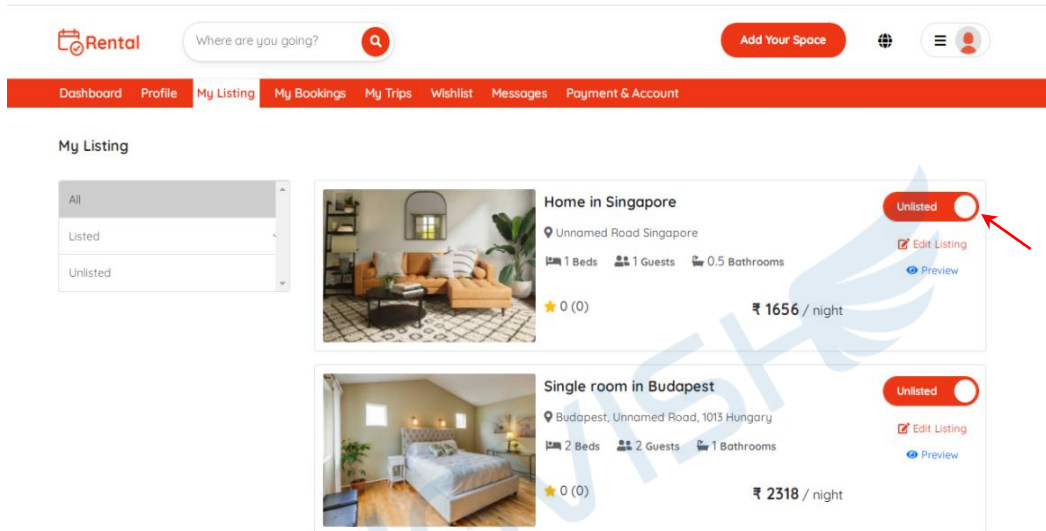 Rental
Where are you going?
Add Your Space
Dashboard Profile My Listing My Bookings My Trips Wishlist Messages Payment & Account
My Listing
All
Listed
Unlisted
Home in Singapore
Unlisted
Unnamed Road Singapore
Edit Listing
1 Beds 1 Guests 0.5 Bathrooms
Preview
0 (0)
₹ 1656 / night
Single room in Budapest
Unlisted
Budapest, Unnamed Road, 1013 Hungary
Edit Listing
2 Beds 2 Guests 1 Bathrooms
Preview
0 (0)
₹ 2318 / night